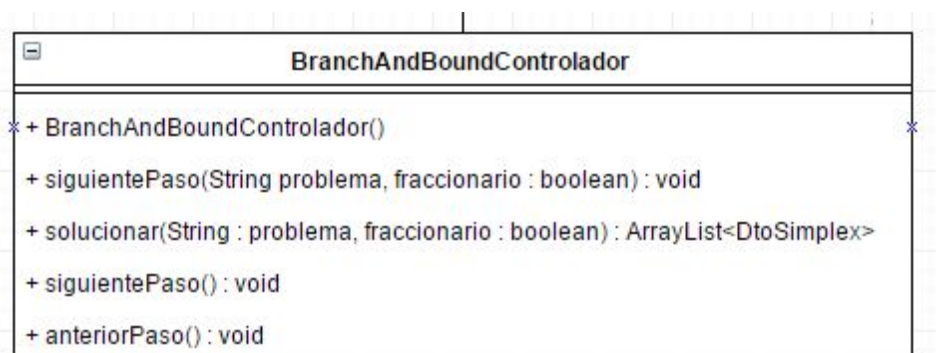 BranchAndBoundControlador
+ BranchAndBoundControlador()
+ siguientePaso(String problema, fraccionario : boolean) : void
+ solucionar(String : problema, fraccionario : boolean) : ArrayList<DtoSimplex>
+ siguientePaso() : void
+ anteriorPaso() : void